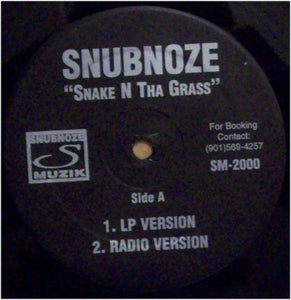 SNUBNOZE
"SNAKE N THA GRASS"
SNUBNOZE
S
MUZIK
For Booking
Contact:
(901)569-4257
SM-2000
Side A
1. LP VERSION
2. RADIO VERSION